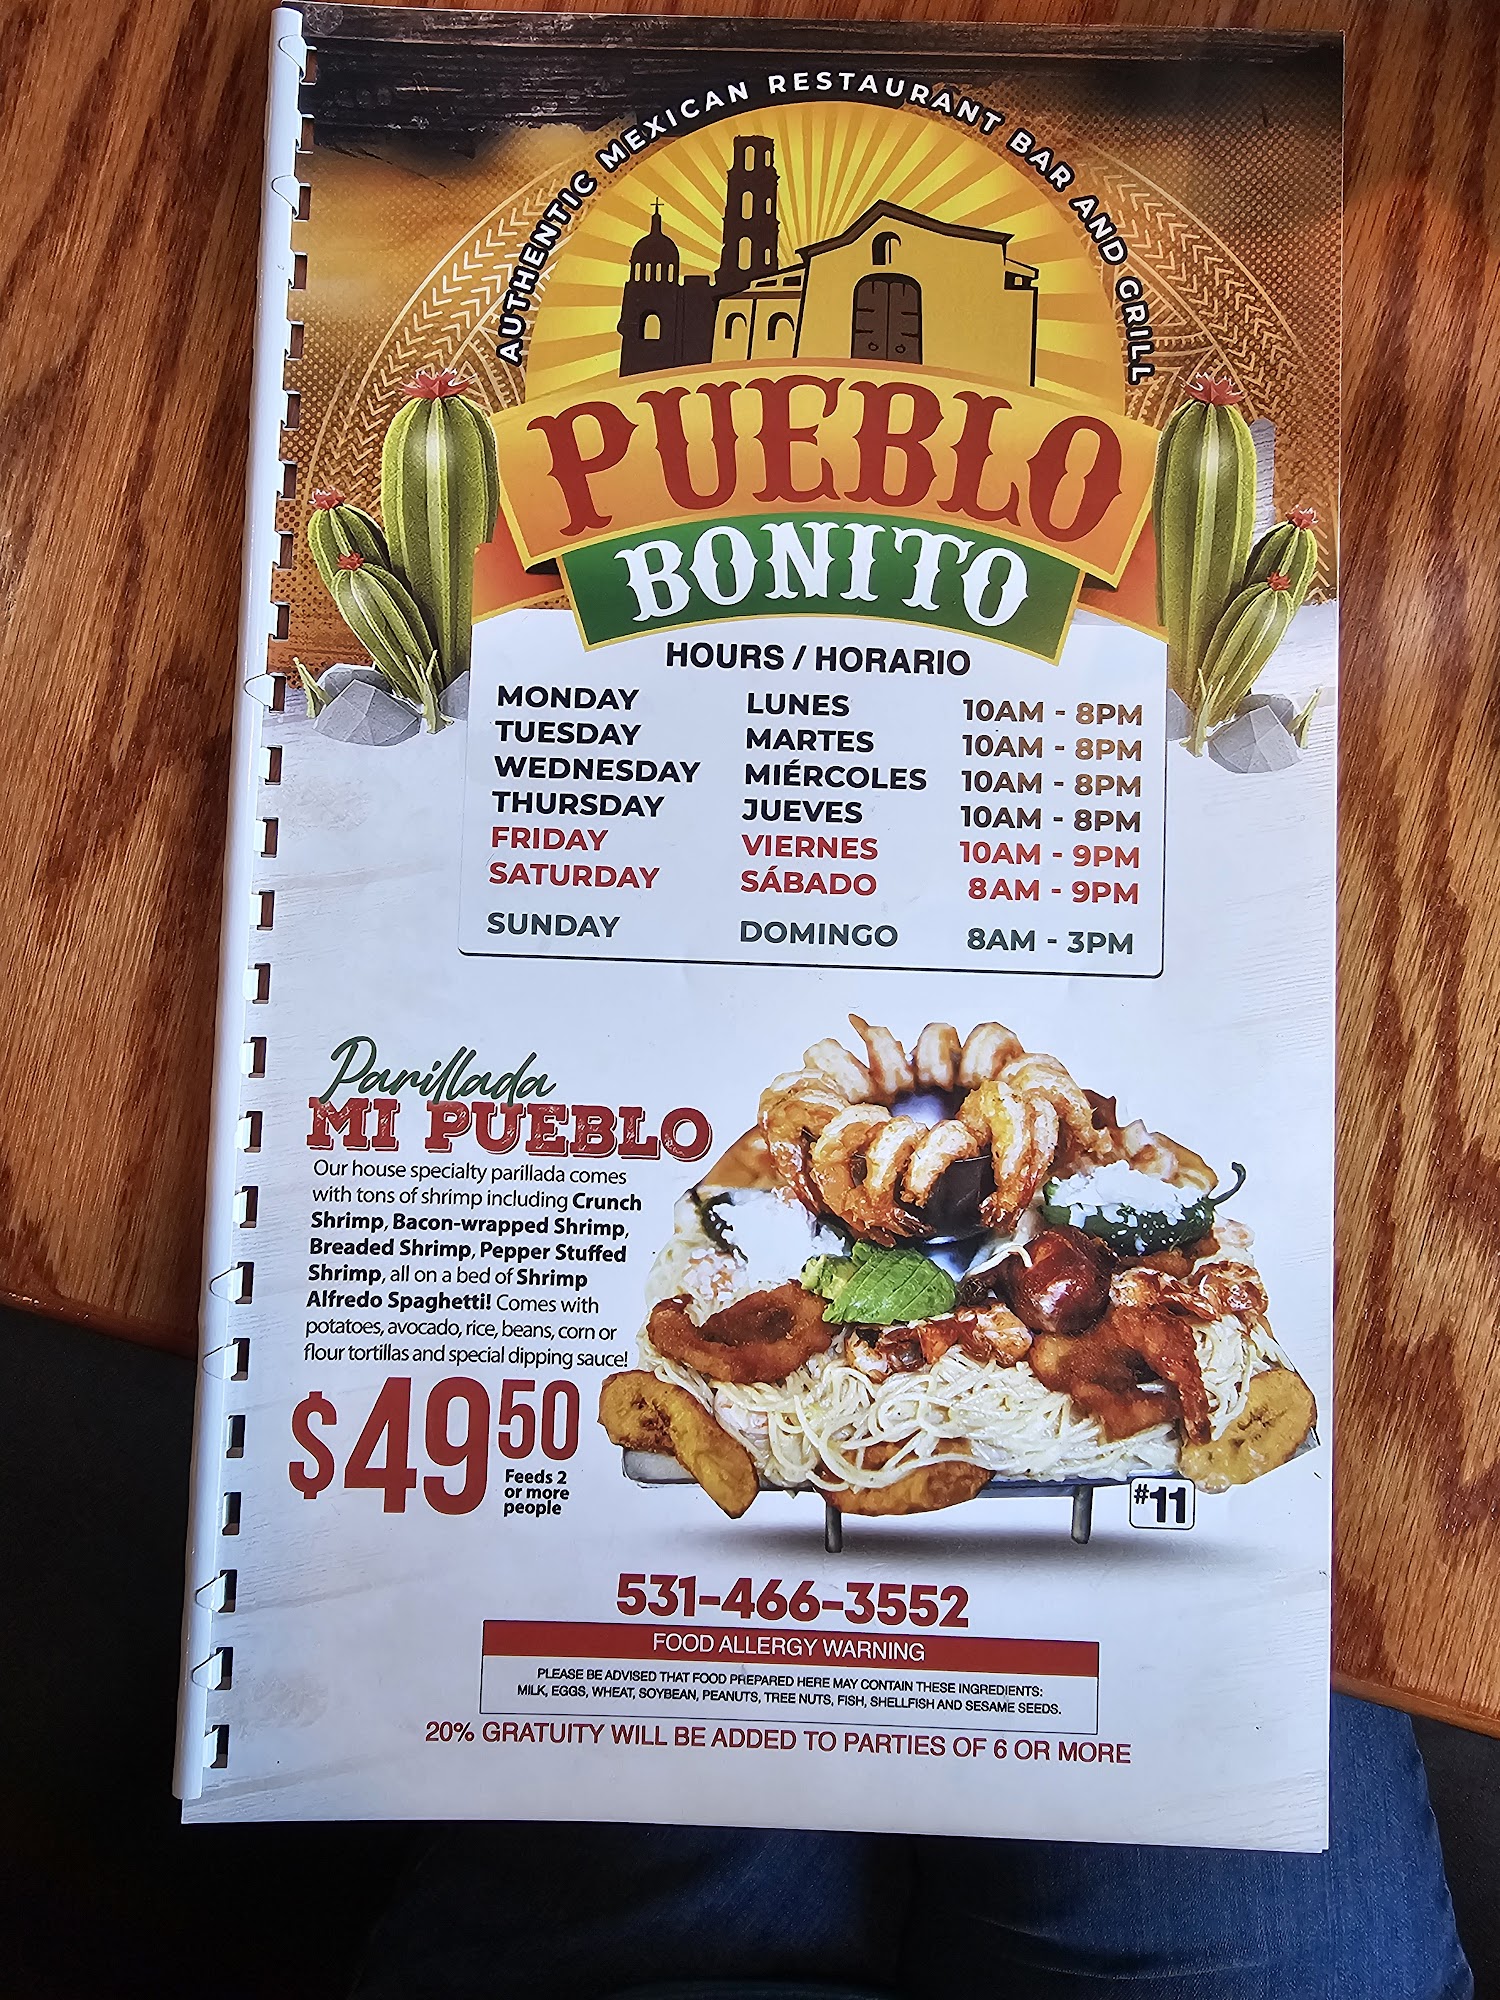 AUTHENTIC MEXICAN RESTAURANT BAR AND GRILL
PUEBLO
BONITO
HOURS / HORARIO
MONDAY LUNES 10AM - 8PM
TUESDAY MARTES 10AM - 8PM
WEDNESDAY MIÉRCOLES 10AM - 8PM
THURSDAY JUEVES 10AM - 8PM
FRIDAY VIERNES 10AM - 9PM
SATURDAY SÁBADO 8AM - 9PM
SUNDAY DOMINGO 8AM - 3PM
Parillada
MI PUEBLO
Our house specialty parillada comes
with tons of shrimp including Crunch
Shrimp, Bacon-wrapped Shrimp,
Breaded Shrimp, Pepper Stuffed
Shrimp, all on a bed of Shrimp
Alfredo Spaghetti! Comes with
potatoes, avocado, rice, beans, corn or
flour tortillas and special dipping sauce!
$49 50
Feeds 2
or more
people
#11
531-466-3552
FOOD ALLERGY WARNING
PLEASE BE ADVISED THAT FOOD PREPARED HERE MAY CONTAIN THESE INGREDIENTS:
MILK, EGGS, WHEAT, SOYBEAN, PEANUTS, TREE NUTS, FISH, SHELLFISH AND SESAME SEEDS.
20% GRATUITY WILL BE ADDED TO PARTIES OF 6 OR MORE